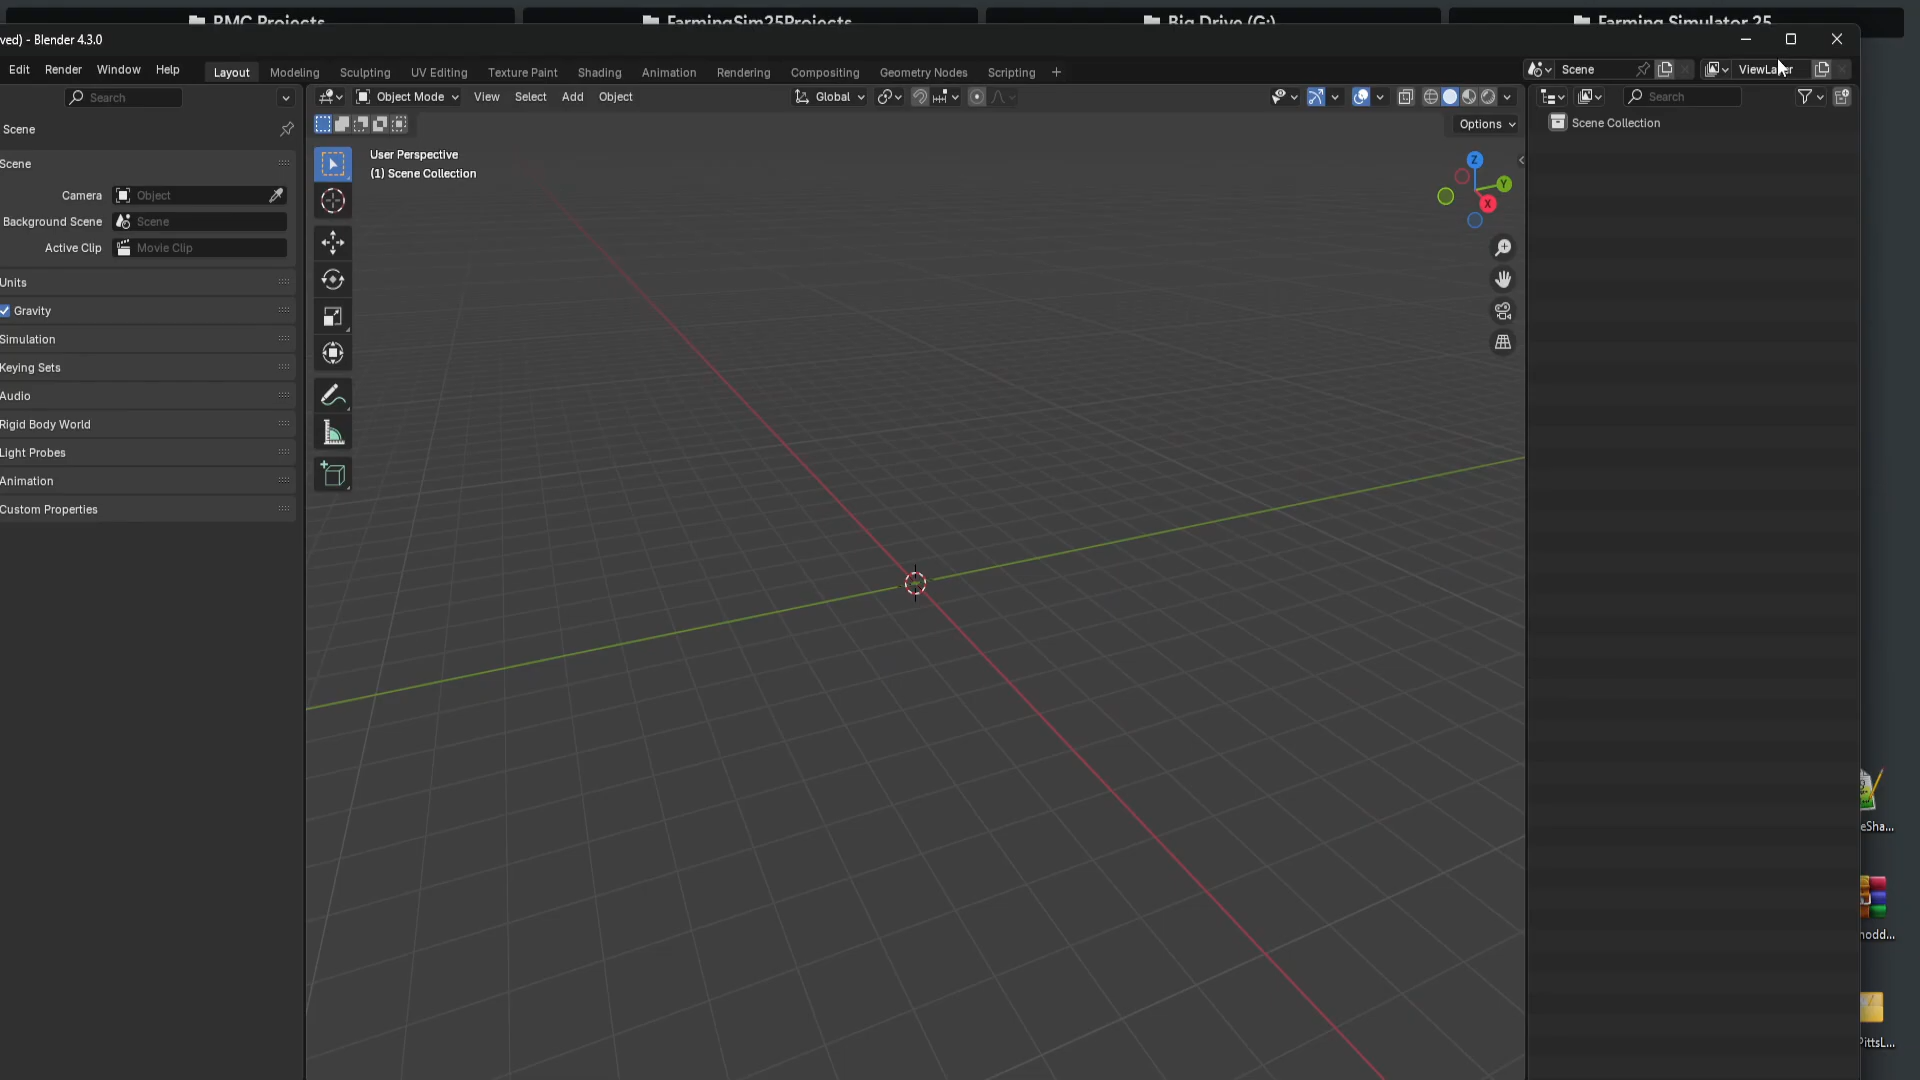 RMC Projects
FarmingSim25Projects
Big Drive (G:)
Farming Simulator 25
ved) - Blender 4.3.0
Edit Render Window Help
Layout Modeling Sculpting UV Editing Texture Paint Shading Animation Rendering Compositing Geometry Nodes Scripting +
Scene
ViewLayer
Search
Object Mode View Select Add Object
Global
Search
Options
Scene Collection
Scene
Scene
Camera Object
Background Scene Scene
Active Clip Movie Clip
Units
Gravity
Simulation
Keying Sets
Audio
Rigid Body World
Light Probes
Animation
Custom Properties
User Perspective
(1) Scene Collection
Z
Y
X
eSha...
nodd...
PittsL...